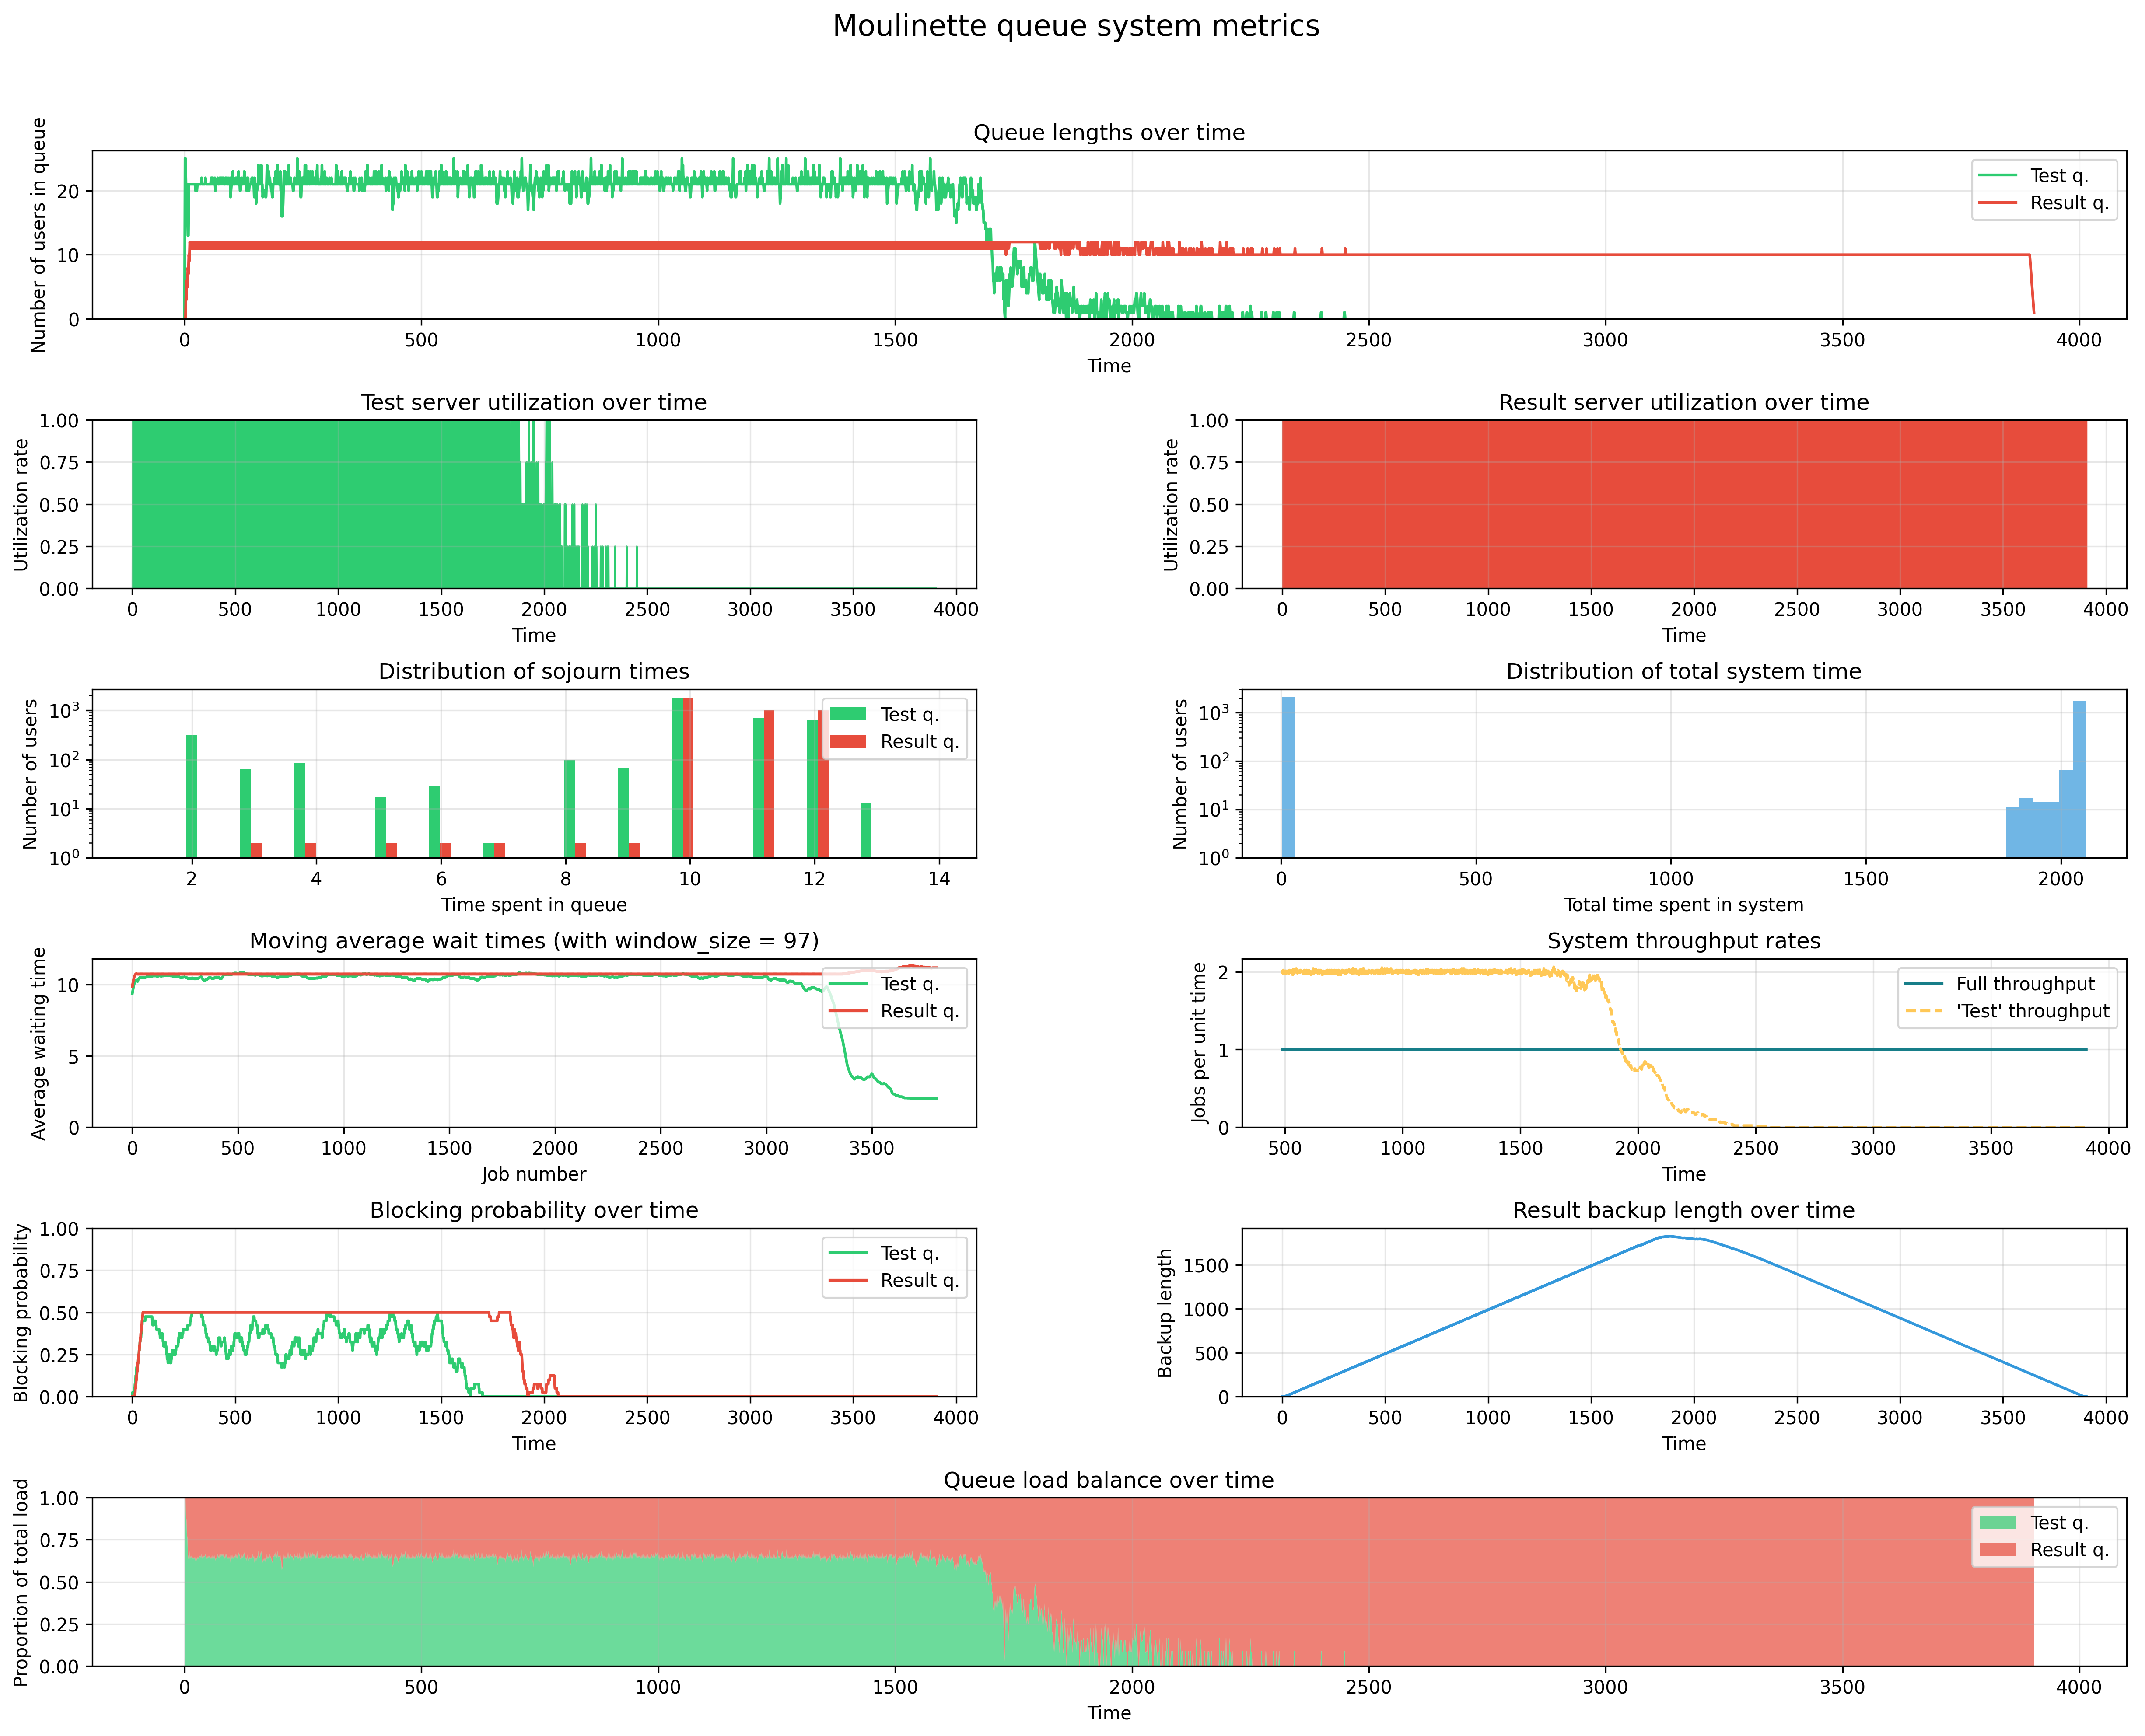 Moulinette queue system metrics
Queue lengths over time
Number of users in queue
20
10
0
Test q.
Result q.
0 500 1000 1500 2000 2500 3000 3500 4000
Time
Test server utilization over time
Utilization rate
1.00
0.75
0.50
0.25
0.00
0 500 1000 1500 2000 2500 3000 3500 4000
Time
Result server utilization over time
Utilization rate
1.00
0.75
0.50
0.25
0.00
0 500 1000 1500 2000 2500 3000 3500 4000
Time
Distribution of sojourn times
Number of users
10³
10²
10¹
10⁰
Test q.
Result q.
2 4 6 8 10 12 14
Time spent in queue
Distribution of total system time
Number of users
10³
10²
10¹
10⁰
0 500 1000 1500 2000
Total time spent in system
Moving average wait times (with window_size = 97)
Average waiting time
10
5
0
Test q.
Result q.
0 500 1000 1500 2000 2500 3000 3500
Job number
System throughput rates
Jobs per unit time
2
1
0
Full throughput
'Test' throughput
500 1000 1500 2000 2500 3000 3500 4000
Time
Blocking probability over time
Blocking probability
1.00
0.75
0.50
0.25
0.00
Test q.
Result q.
0 500 1000 1500 2000 2500 3000 3500 4000
Time
Result backup length over time
Backup length
1500
1000
500
0
0 500 1000 1500 2000 2500 3000 3500 4000
Time
Queue load balance over time
Proportion of total load
1.00
0.75
0.50
0.25
0.00
Test q.
Result q.
0 500 1000 1500 2000 2500 3000 3500 4000
Time